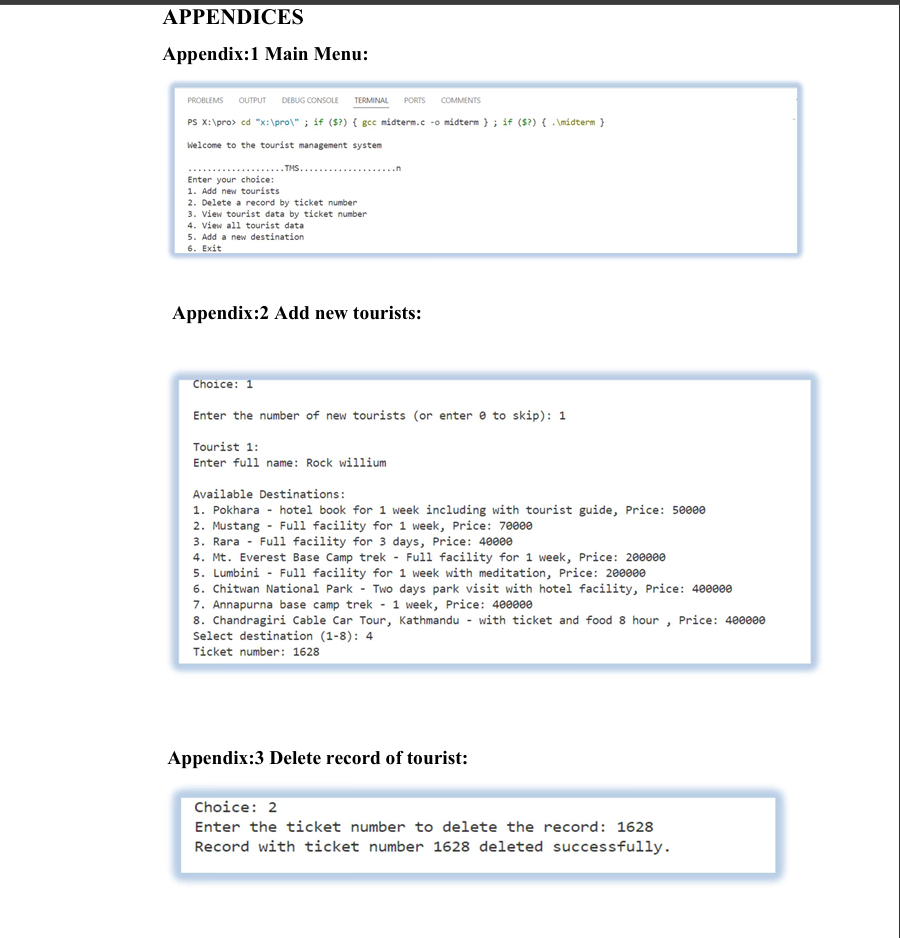 APPENDICES
Appendix:1 Main Menu:
PROBLEMS OUTPUT DEBUG CONSOLE TERMINAL PORTS COMMENTS
PS X:\pro> cd "x:\pro\" ; if ($?) { gcc midterm.c -o midterm } ; if ($?) { .\midterm }
Welcome to the tourist management system
....................TMS....................n
Enter your choice:
1. Add new tourists
2. Delete a record by ticket number
3. View tourist data by ticket number
4. View all tourist data
5. Add a new destination
6. Exit
Appendix:2 Add new tourists:
Choice: 1
Enter the number of new tourists (or enter 0 to skip): 1
Tourist 1:
Enter full name: Rock willium
Available Destinations:
1. Pokhara - hotel book for 1 week including with tourist guide, Price: 50000
2. Mustang - Full facility for 1 week, Price: 70000
3. Rara - Full facility for 3 days, Price: 40000
4. Mt. Everest Base Camp trek - Full facility for 1 week, Price: 200000
5. Lumbini - Full facility for 1 week with meditation, Price: 200000
6. Chitwan National Park - Two days park visit with hotel facility, Price: 400000
7. Annapurna base camp trek - 1 week, Price: 400000
8. Chandragiri Cable Car Tour, Kathmandu - with ticket and food 8 hour , Price: 400000
Select destination (1-8): 4
Ticket number: 1628
Appendix:3 Delete record of tourist:
Choice: 2
Enter the ticket number to delete the record: 1628
Record with ticket number 1628 deleted successfully.